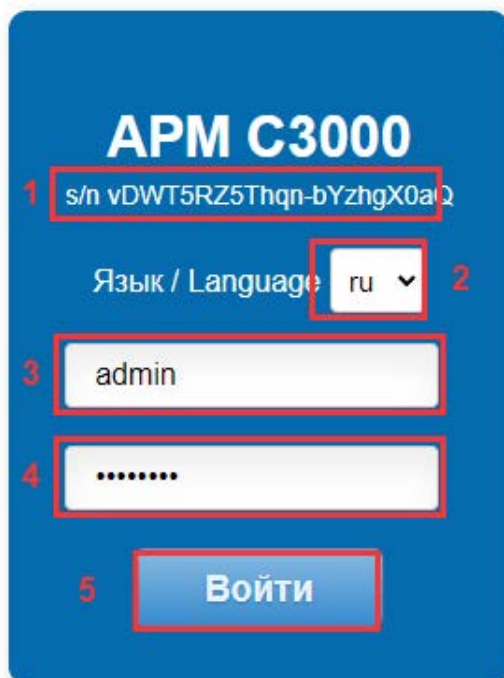 АРМ С3000
1 s/n vDWT5RZ5Thqn-bYzhgX0aQ
Язык / Language ru 2
3 admin
4 ••••••••
5 Войти